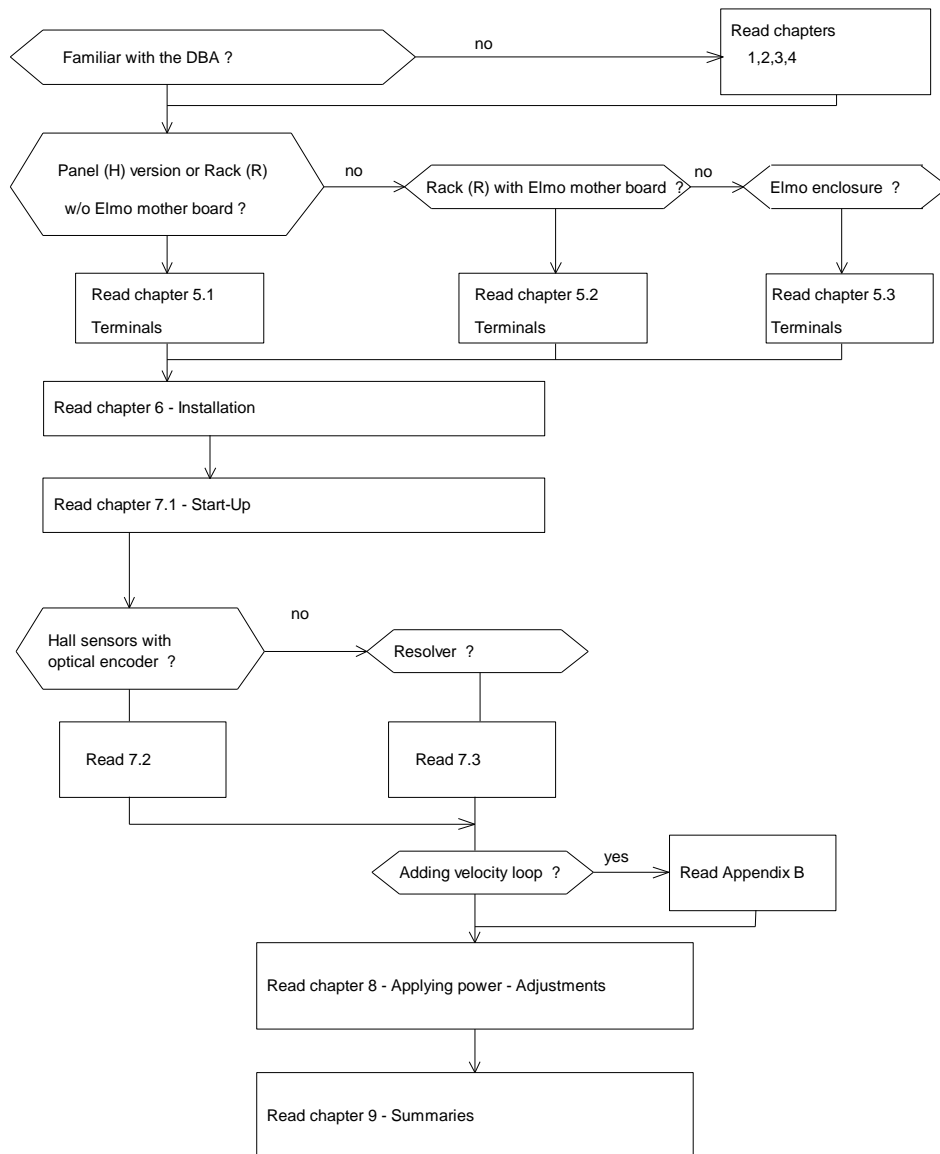 Familiar with the DBA ?
no
Read chapters
1,2,3,4
Panel (H) version or Rack (R)
w/o Elmo mother board ?
no
Rack (R) with Elmo mother board ?
no
Elmo enclosure ?
Read chapter 5.1
Terminals
Read chapter 5.2
Terminals
Read chapter 5.3
Terminals
Read chapter 6 - Installation
Read chapter 7.1 - Start-Up
Hall sensors with
optical encoder ?
no
Resolver ?
Read 7.2
Read 7.3
Adding velocity loop ?
yes
Read Appendix B
Read chapter 8 - Applying power - Adjustments
Read chapter 9 - Summaries